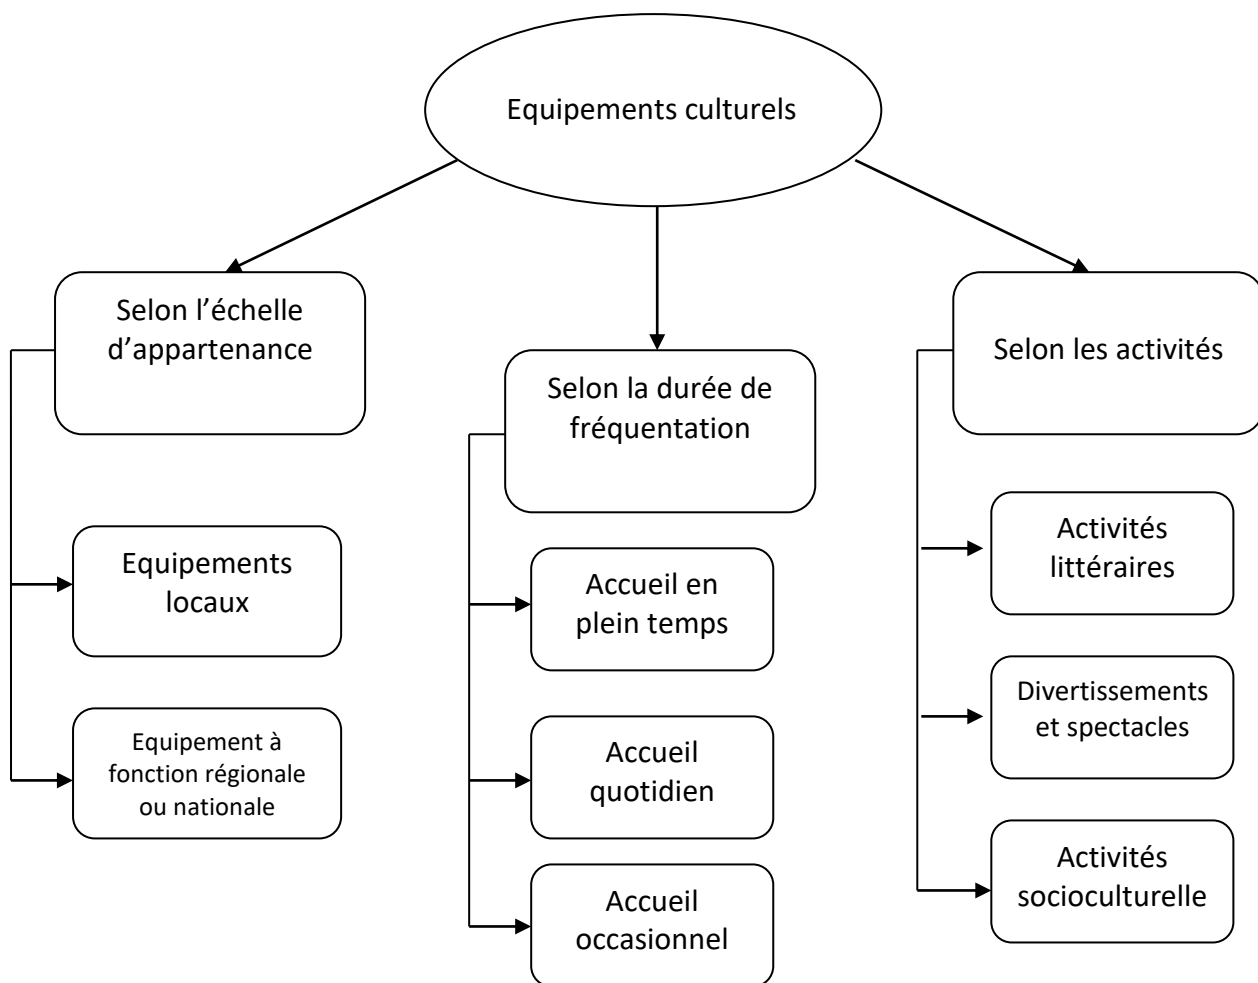 Equipements culturels
Selon l’échelle
d’appartenance
Equipements
locaux
Equipement à
fonction régionale
ou nationale
Selon la durée de
fréquentation
Accueil en
plein temps
Accueil
quotidien
Accueil
occasionnel
Selon les activités
Activités
littéraires
Divertissements
et spectacles
Activités
socioculturelle